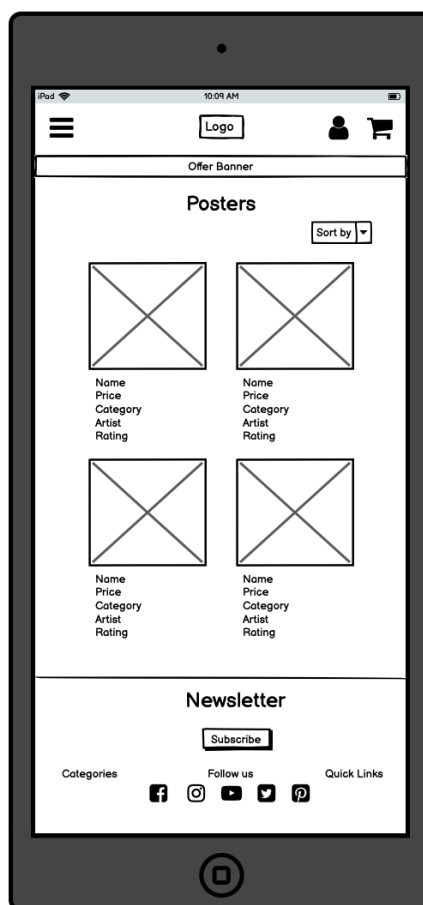 iPad 10:09 AM
Logo
Offer Banner
Posters
Sort by
Name Name
Price Price
Category Category
Artist Artist
Rating Rating
Name Name
Price Price
Category Category
Artist Artist
Rating Rating
Newsletter
Subscribe
Categories Follow us Quick Links